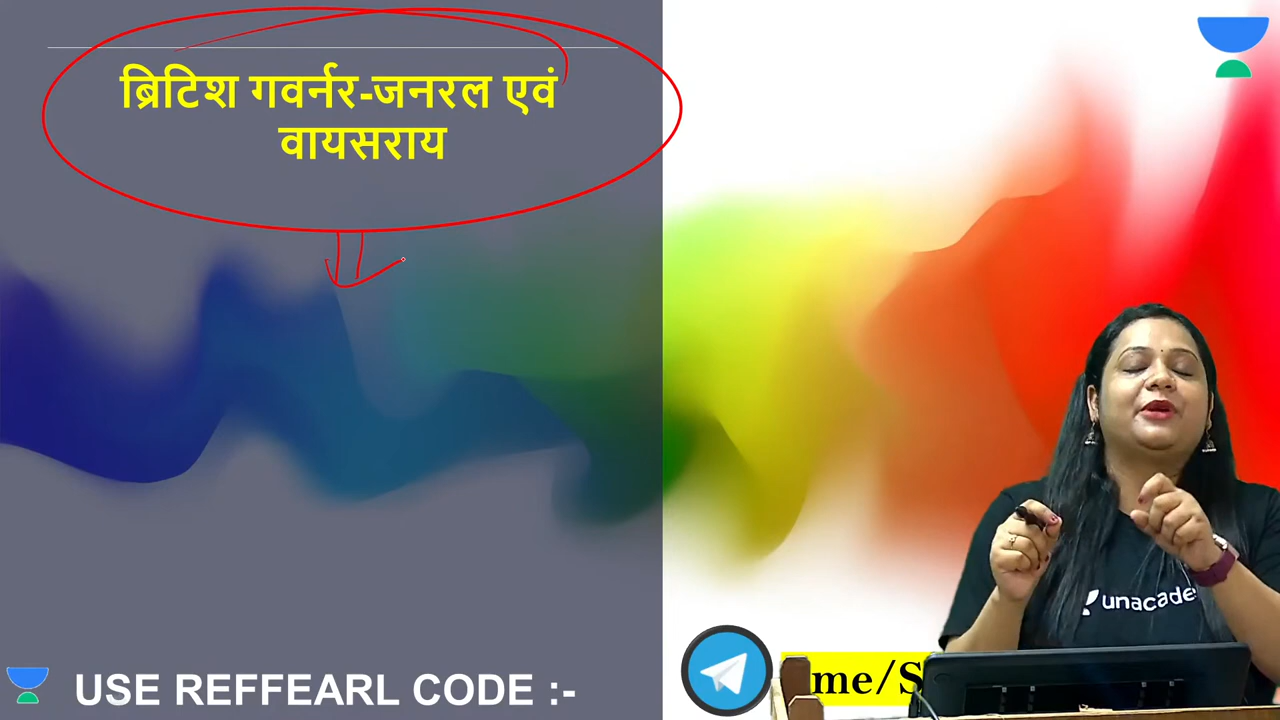 ब्रिटिश गवर्नर-जनरल एवं
वायसराय
unacade
USE REFFEARL CODE :-
me/S